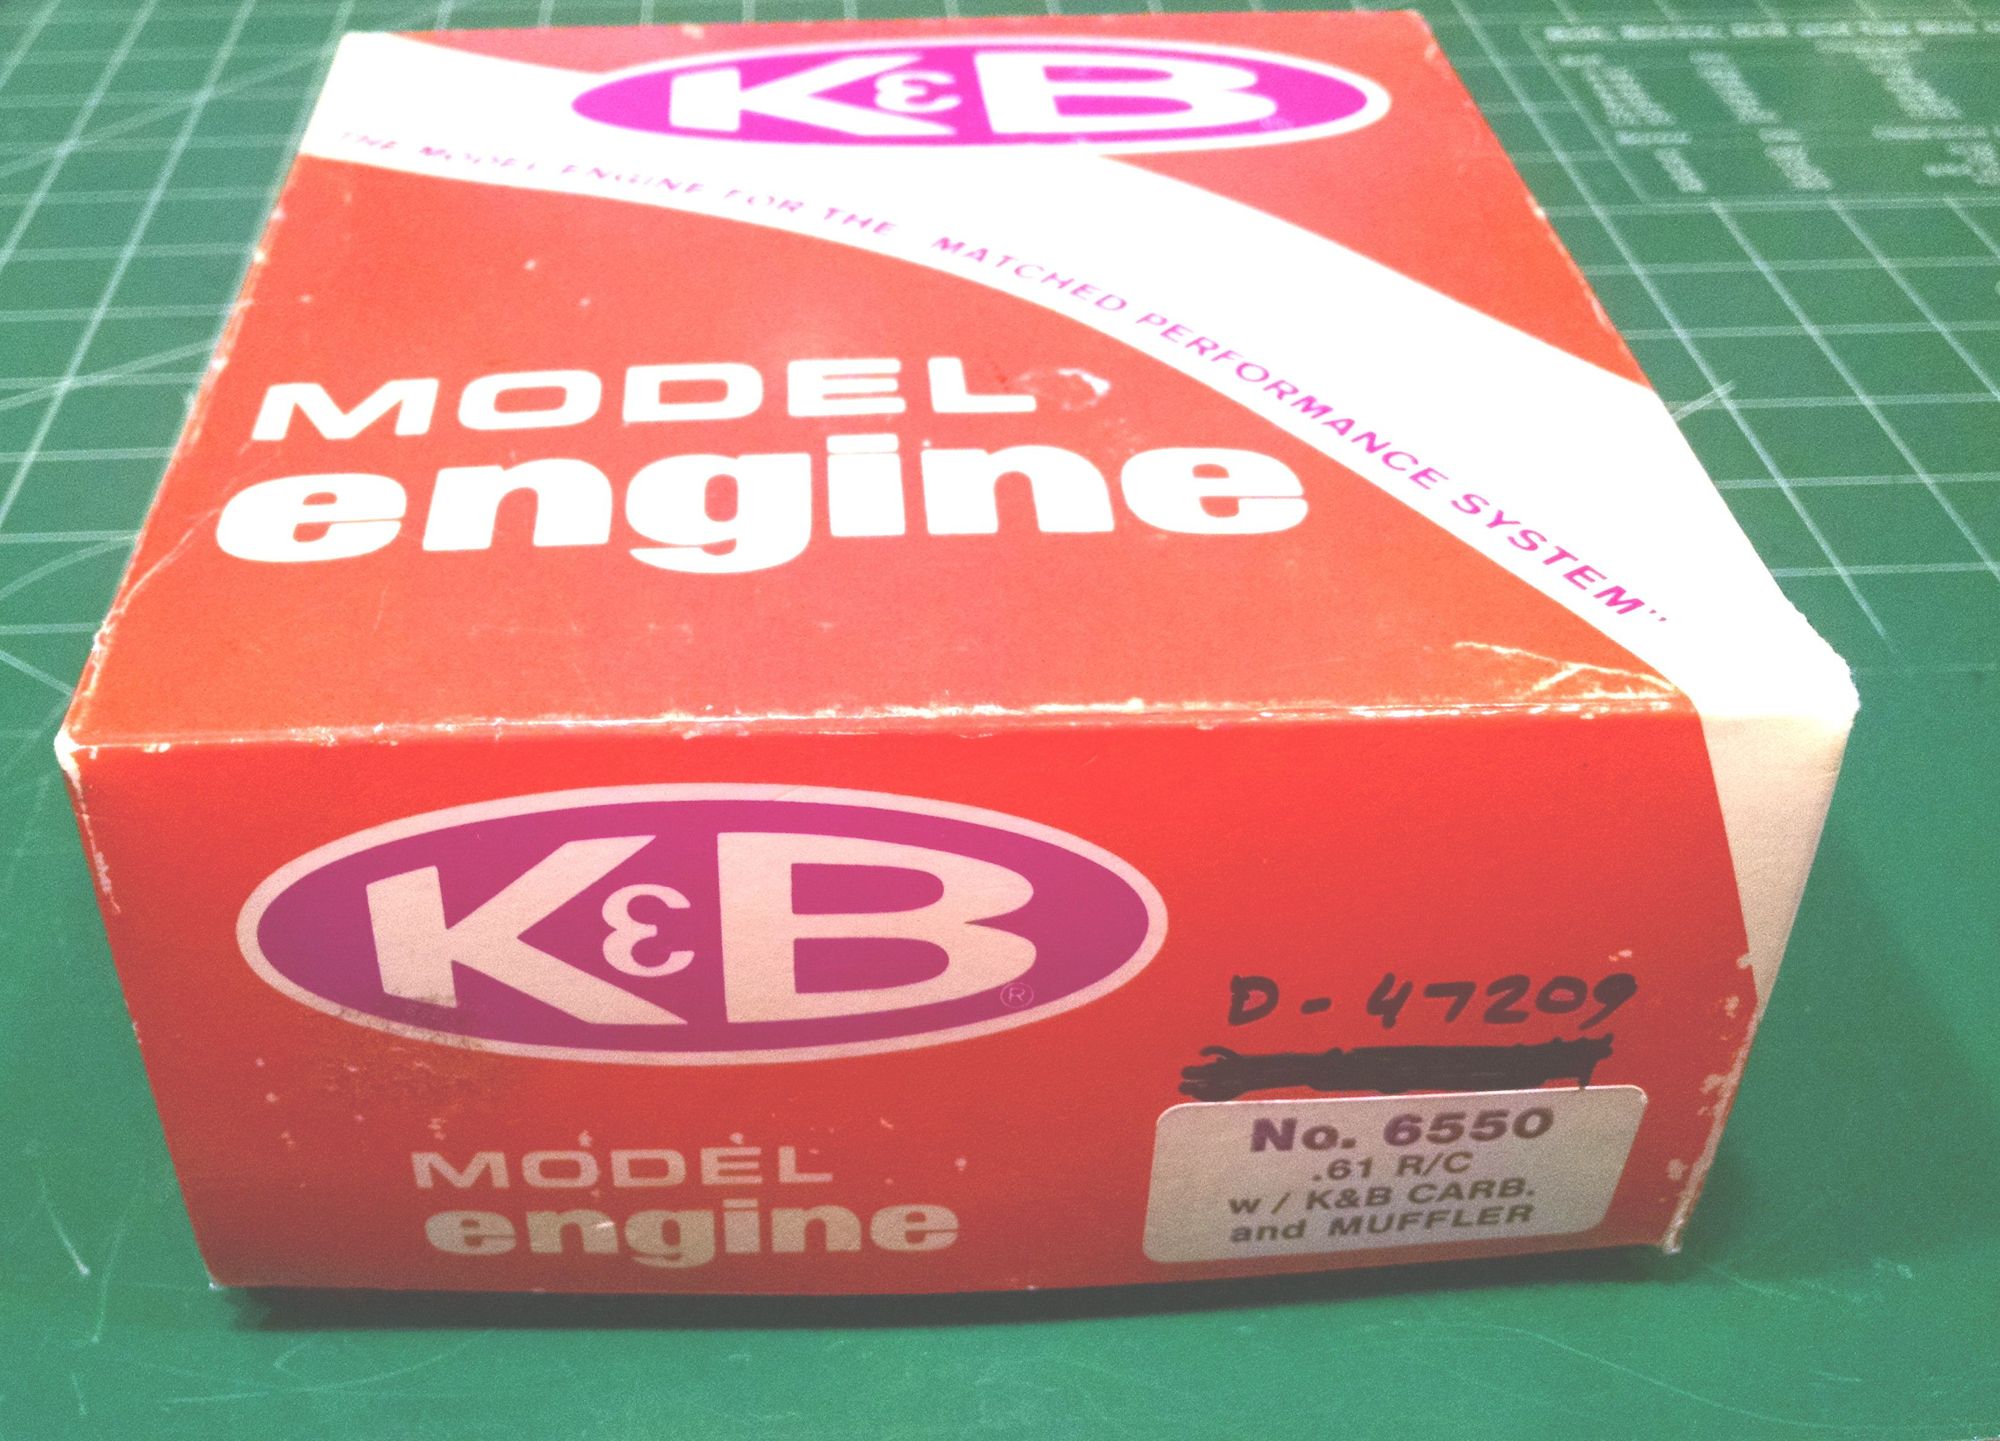 K&B
THE MODEL ENGINE FOR THE "MATCHED PERFORMANCE SYSTEM"
MODEL
engine
K&B®
MODEL
engine
D-47209
No. 6550
.61 R/C
w/ K&B CARB.
and MUFFLER